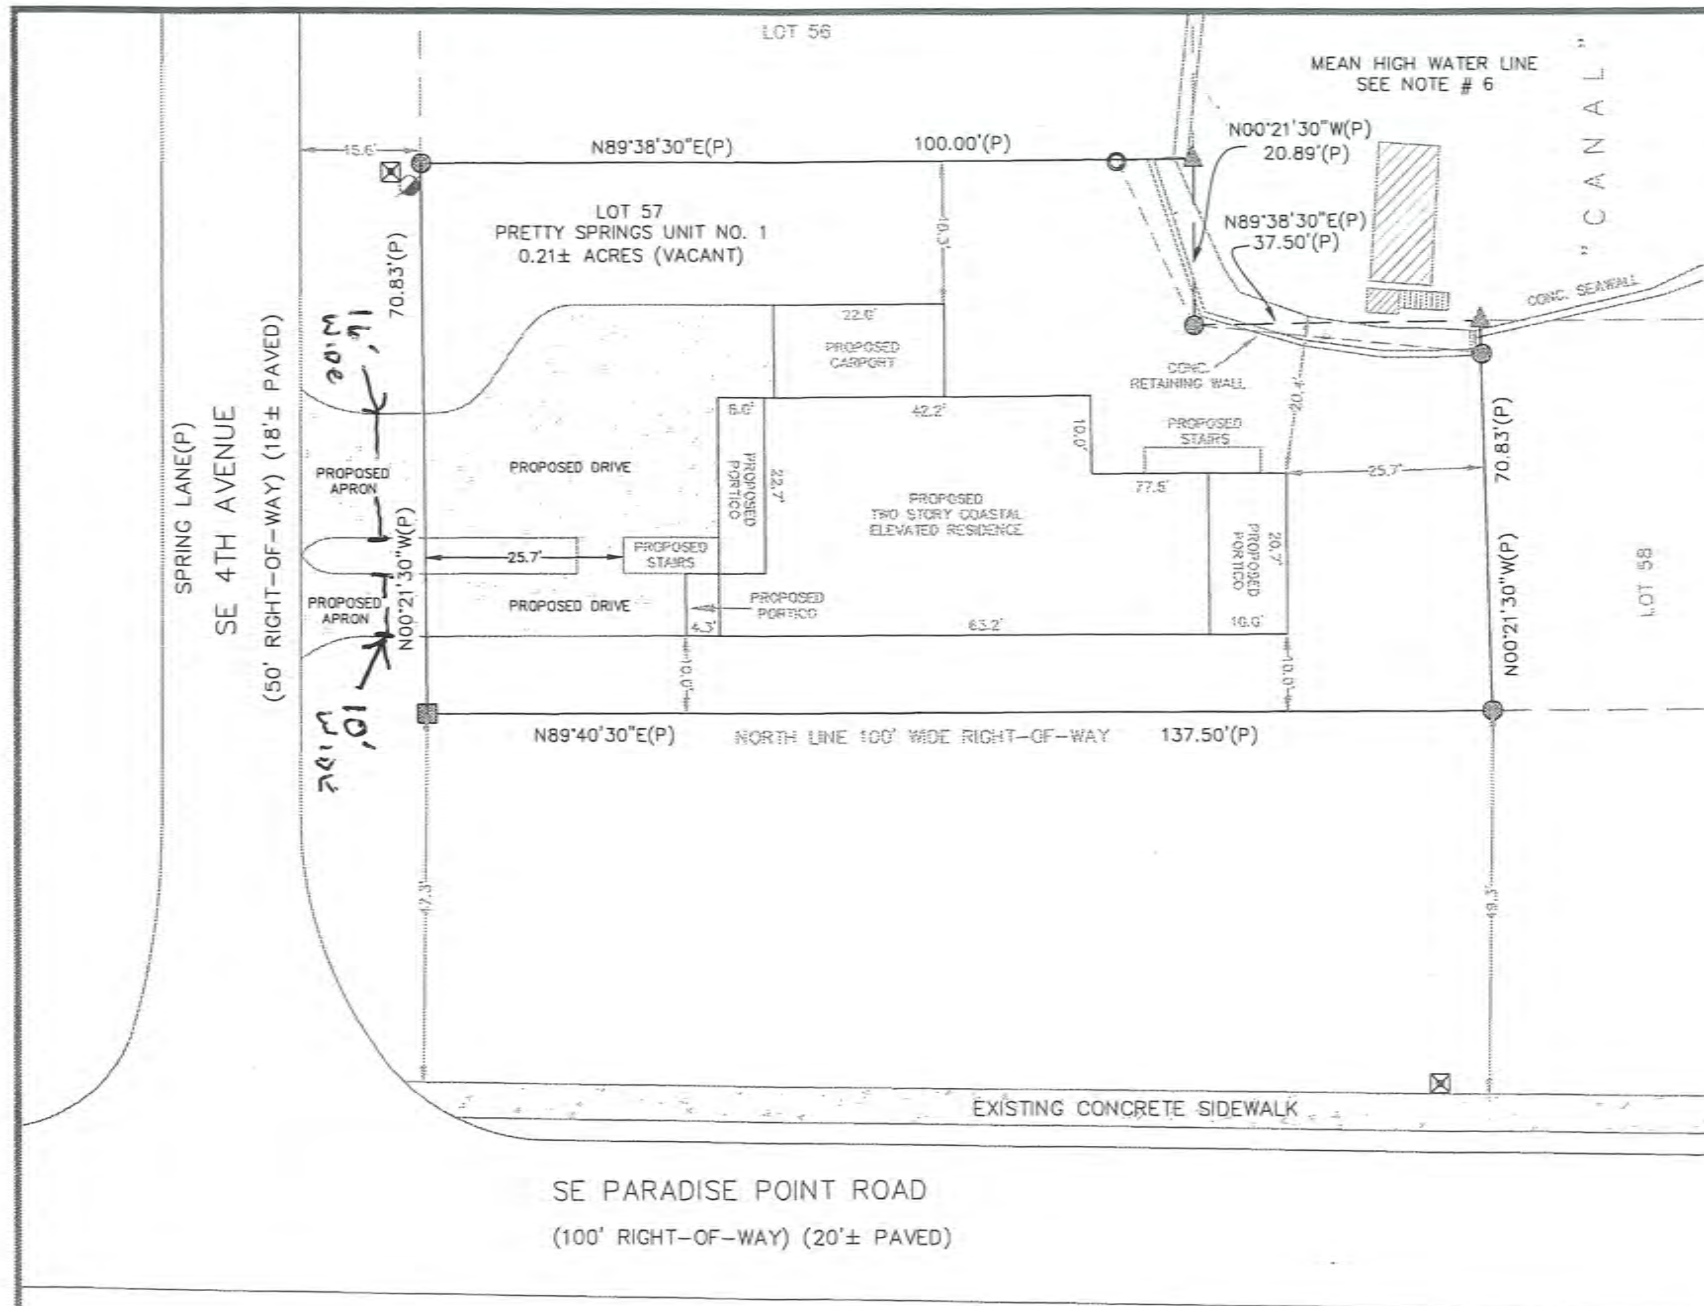 LOT 56
MEAN HIGH WATER LINE
SEE NOTE # 6
"CANAL"
N00°21'30"W(P)
20.89'(P)
N89°38'30"E(P)
100.00'(P)
15.6'
LOT 57
PRETTY SPRINGS UNIT NO. 1
0.21± ACRES (VACANT)
N89°38'30"E(P)
37.50'(P)
CONC. SEAWALL
70.83'(P)
18.3'
22.0'
PROPOSED
CARPORT
CONC.
RETAINING WALL
20.4'
16'
WIDE
SPRING LANE(P)
SE 4TH AVENUE
(50' RIGHT-OF-WAY) (18'± PAVED)
6.0'
42.2'
10.0'
PROPOSED
STAIRS
70.83'(P)
PROPOSED
APRON
PROPOSED DRIVE
PROPOSED
PORTICO
22.7'
PROPOSED
TWO STORY COASTAL
ELEVATED RESIDENCE
77.5'
25.7'
N00°21'30"W(P)
25.7'
PROPOSED
STAIRS
PROPOSED
PORTICO
20.7'
N00°21'30"W(P)
LOT 58
PROPOSED
APRON
PROPOSED DRIVE
PROPOSED
PORTICO
4.3'
63.2'
10.0'
10.0'
10.0'
10'
WIDE
N89°40'30"E(P)
NORTH LINE 100' WIDE RIGHT-OF-WAY
137.50'(P)
EXISTING CONCRETE SIDEWALK
SE PARADISE POINT ROAD
(100' RIGHT-OF-WAY) (20'± PAVED)